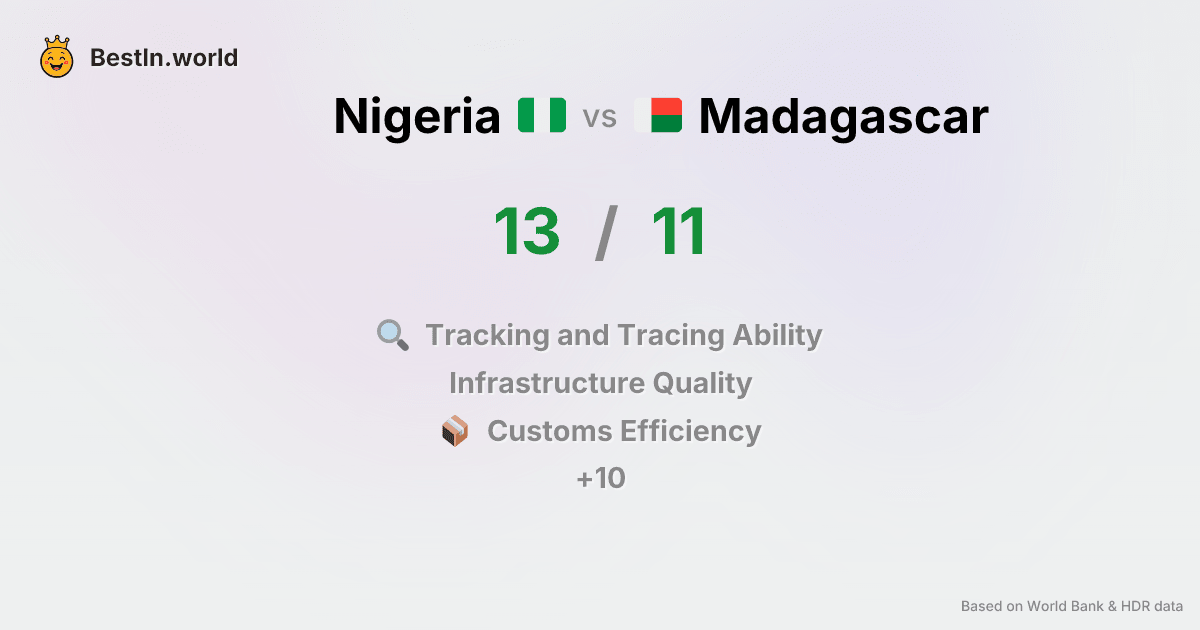 BestIn.world
Nigeria vs Madagascar
13 / 11
Tracking and Tracing Ability
Infrastructure Quality
Customs Efficiency
+10
Based on World Bank & HDR data